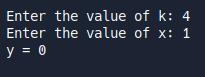 Enter the value of k: 4
Enter the value of x: 1
y = 0